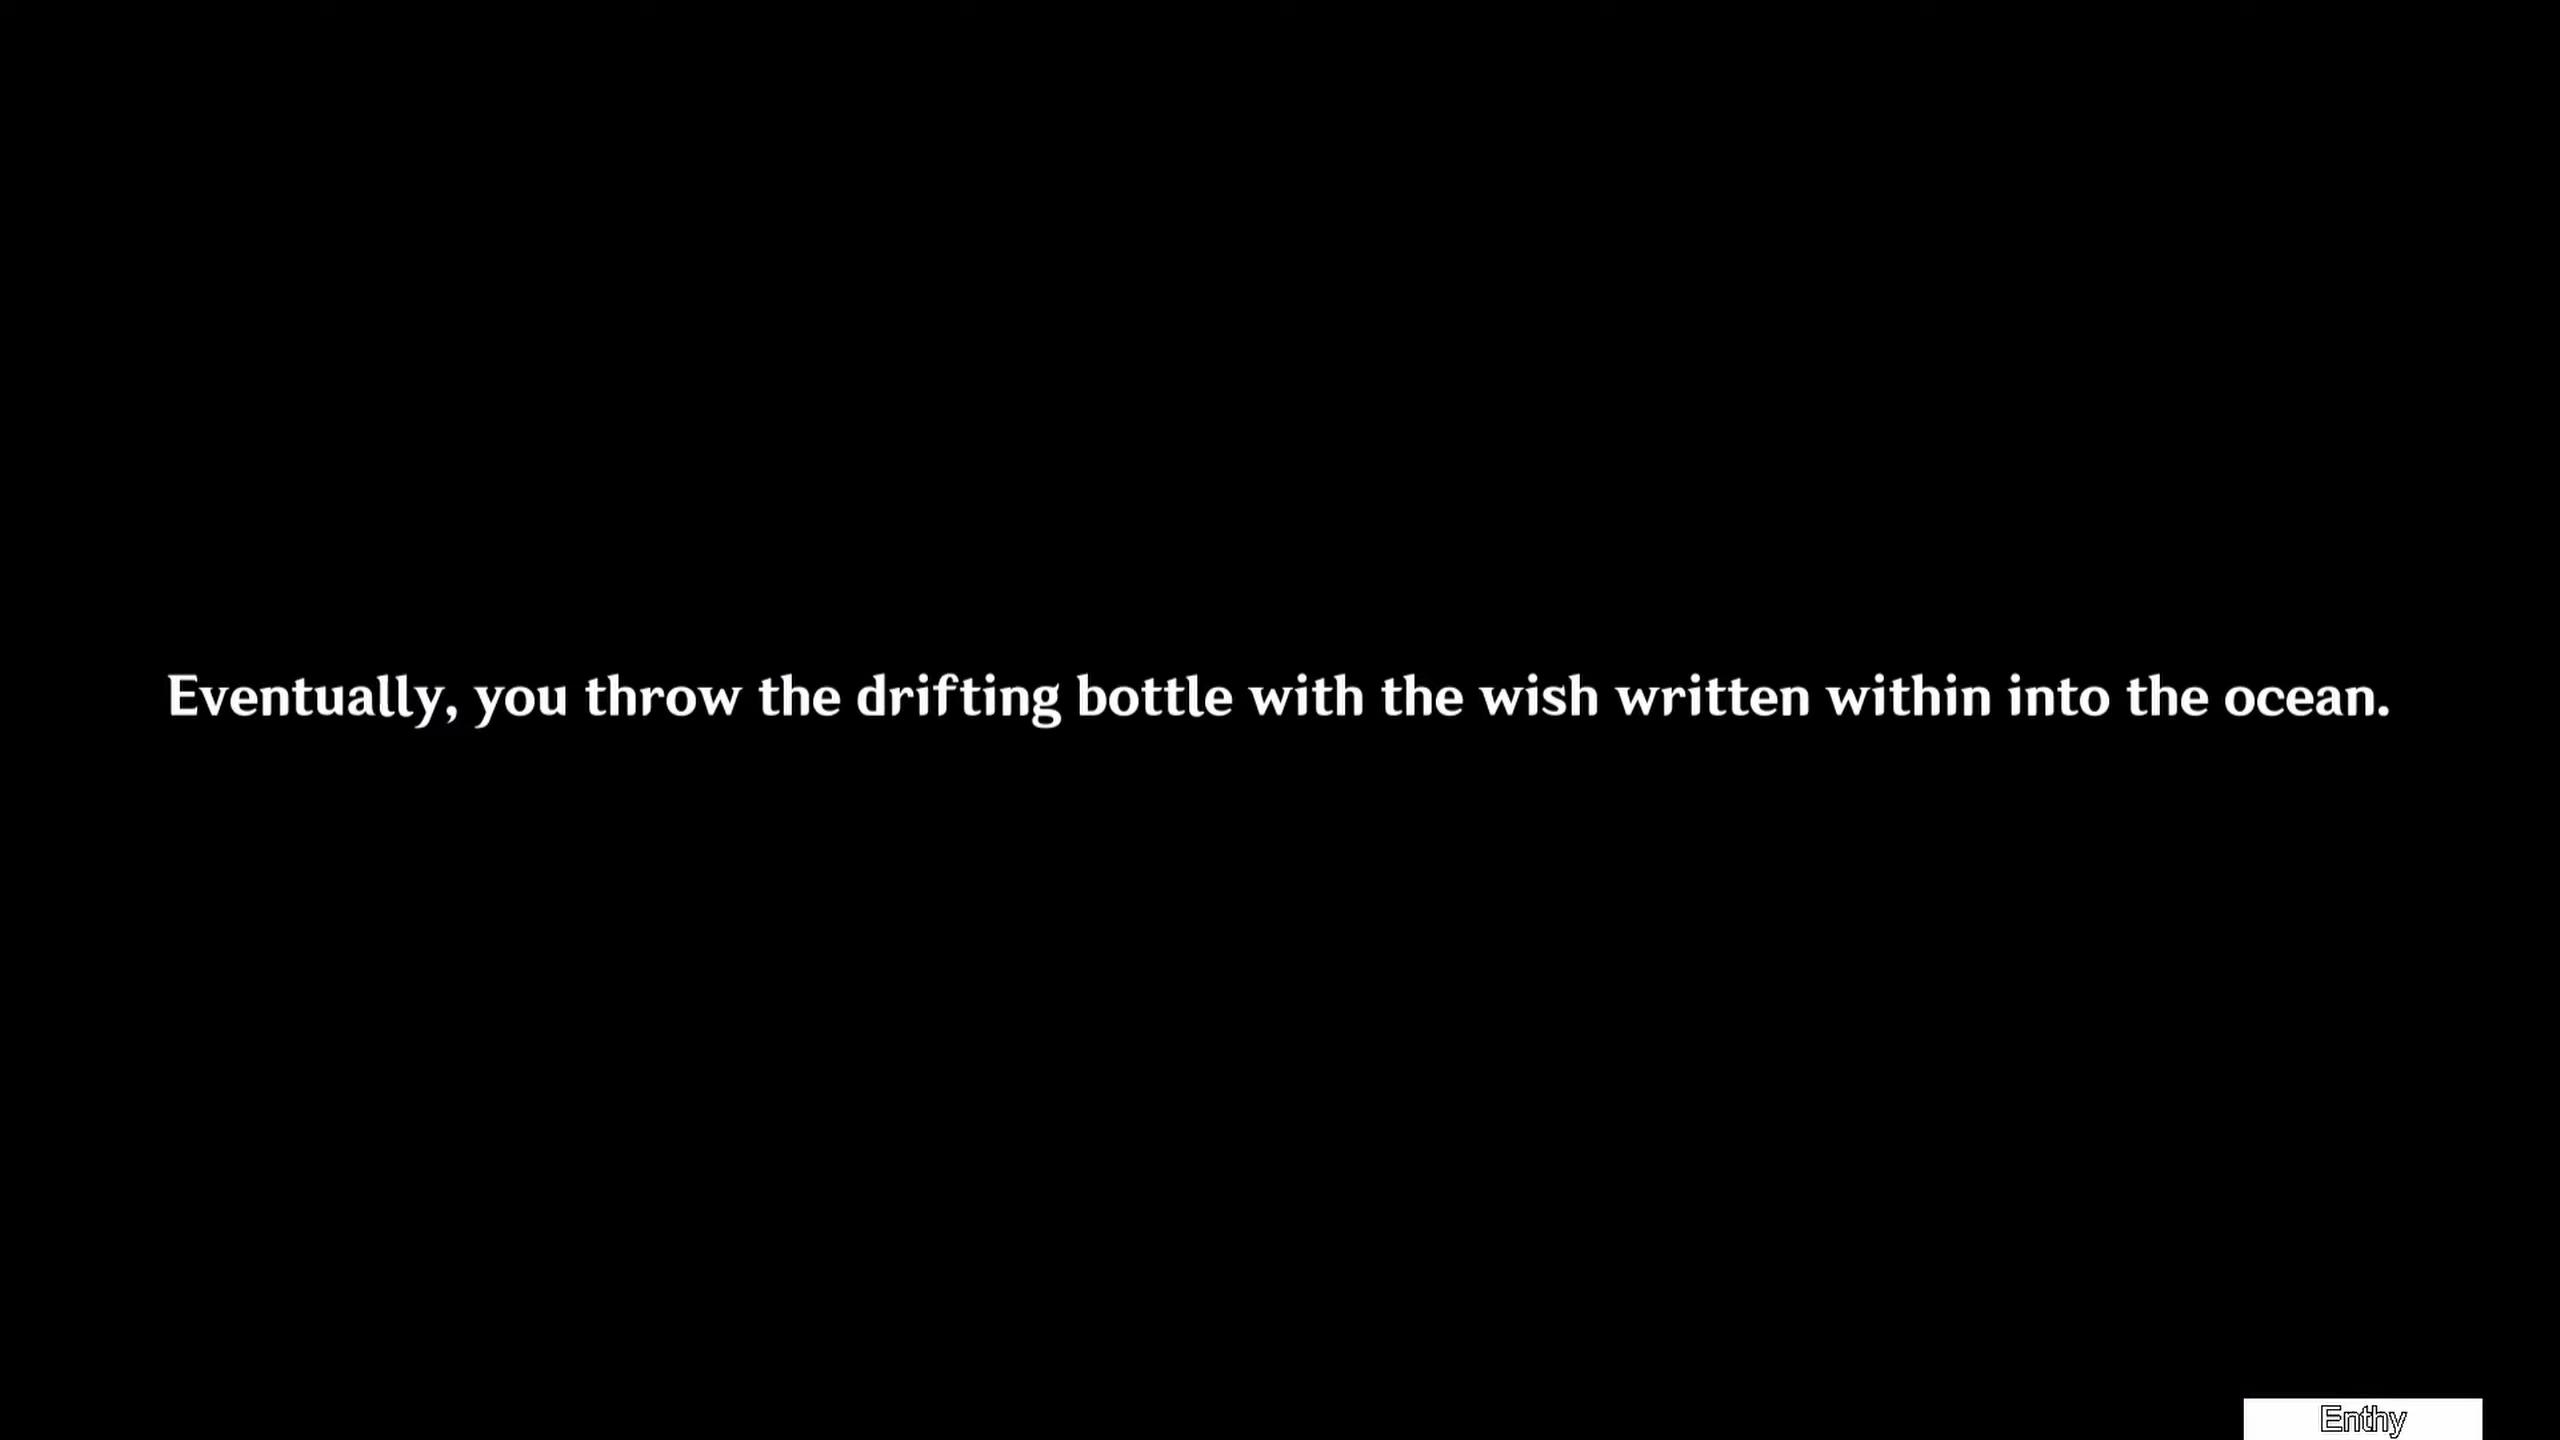 Eventually, you throw the drifting bottle with the wish written within into the ocean.
Enthy